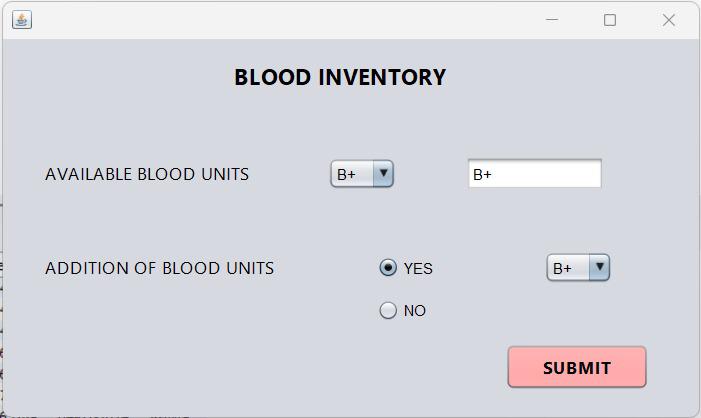 BLOOD INVENTORY
AVAILABLE BLOOD UNITS B+ B+
ADDITION OF BLOOD UNITS YES B+
NO
SUBMIT